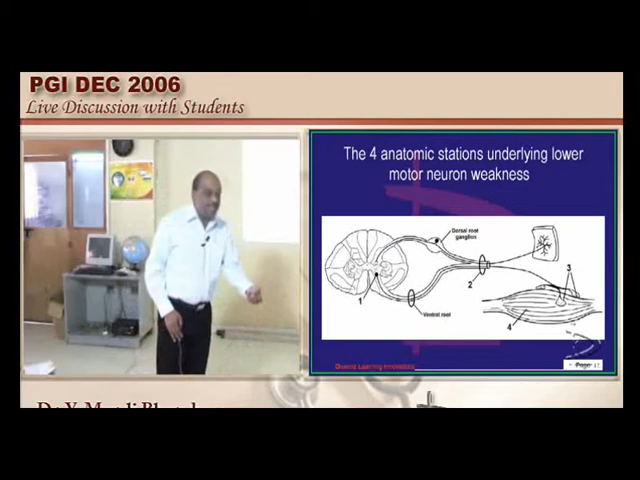 PGI DEC 2006
Live Discussion with Students
The 4 anatomic stations underlying lower
motor neuron weakness
Dorsal root
ganglion
3
2
1
Ventral root
4